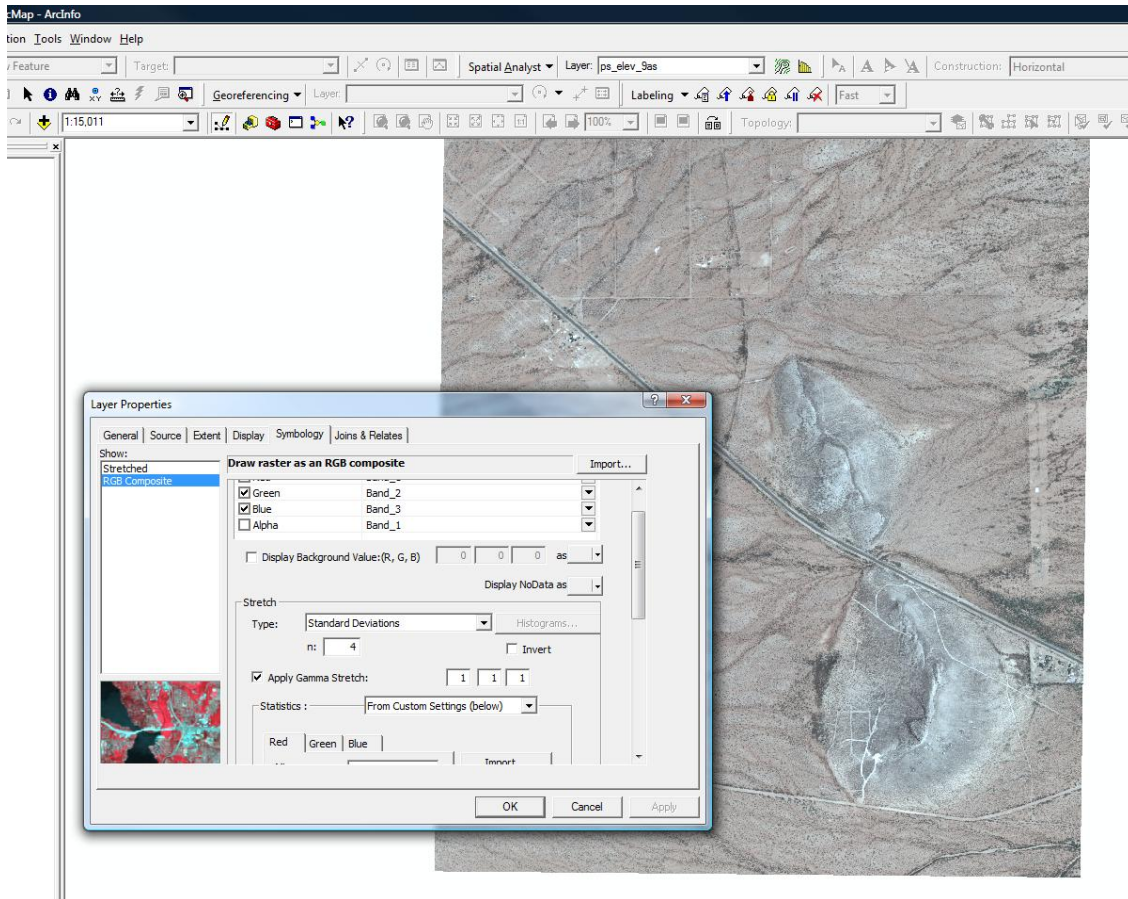 cMap - ArcInfo
tion Tools Window Help
Feature Target: Spatial Analyst Layer: ps_elev_9as Construction: Horizontal
Georeferencing Layer: Labeling Fast
1:15,011 100% Topology:
Layer Properties
General Source Extent Display Symbology Joins & Relates
Show:
Stretched
RGB Composite
Draw raster as an RGB composite Import...
Green Band_2
Blue Band_3
Alpha Band_1
Display Background Value:(R, G, B) 0 0 0 as
Display NoData as
Stretch
Type: Standard Deviations Histograms...
n: 4 Invert
Apply Gamma Stretch: 1 1 1
Statistics : From Custom Settings (below)
Red Green Blue
Import
OK Cancel Apply